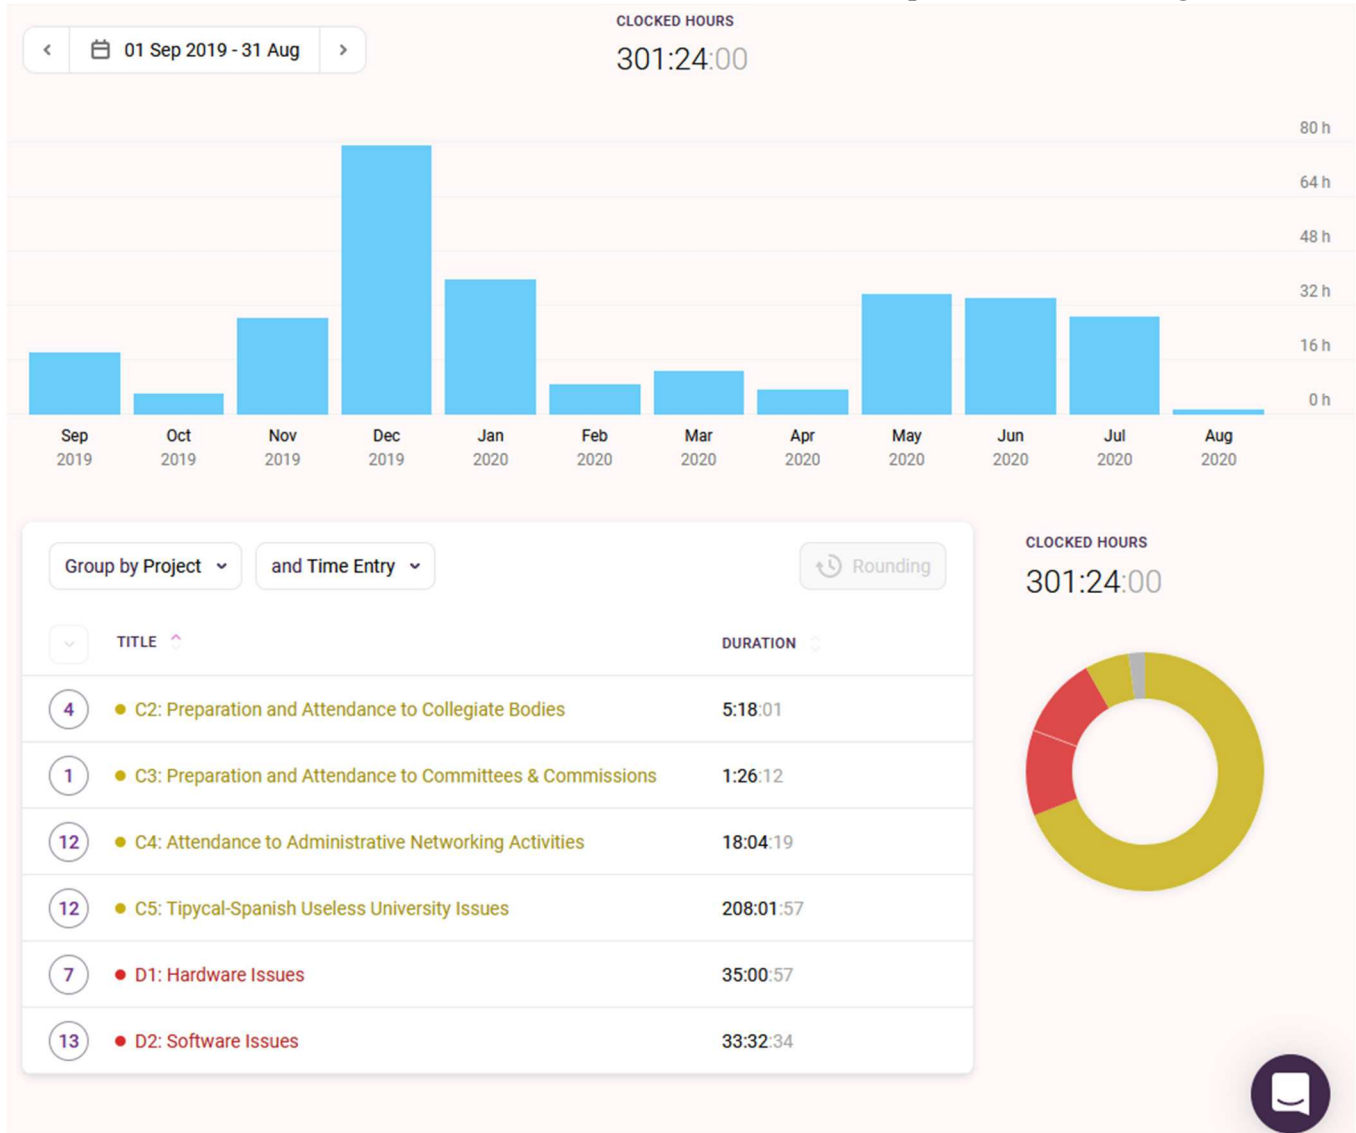 CLOCKED HOURS
01 Sep 2019 - 31 Aug
301:24:00
80 h
64 h
48 h
32 h
16 h
0 h
Sep Oct Nov Dec Jan Feb Mar Apr May Jun Jul Aug
2019 2019 2019 2019 2020 2020 2020 2020 2020 2020 2020 2020
Group by Project and Time Entry Rounding
TITLE DURATION
4 C2: Preparation and Attendance to Collegiate Bodies 5:18:01
1 C3: Preparation and Attendance to Committees & Commissions 1:26:12
12 C4: Attendance to Administrative Networking Activities 18:04:19
12 C5: Tipycal-Spanish Useless University Issues 208:01:57
7 D1: Hardware Issues 35:00:57
13 D2: Software Issues 33:32:34
CLOCKED HOURS
301:24:00